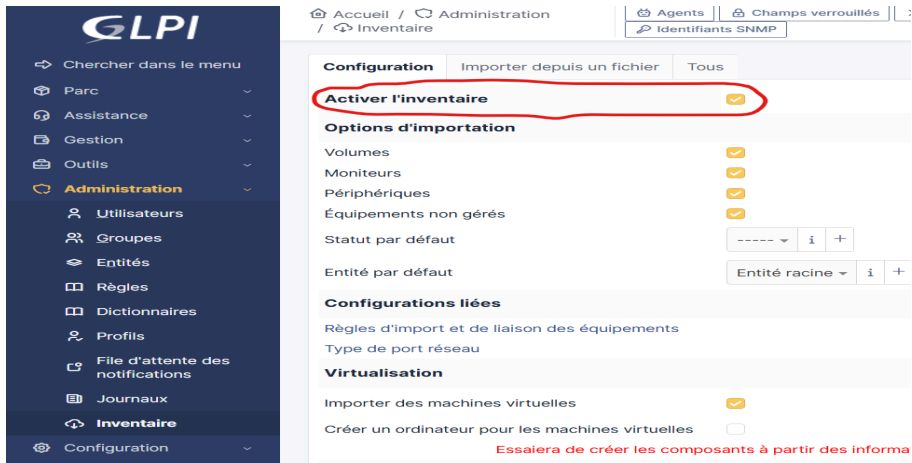 GLPI
Chercher dans le menu
Parc
Assistance
Gestion
Outils
Administration
Utilisateurs
Groupes
Entités
Règles
Dictionnaires
Profils
File d'attente des
notifications
Journaux
Inventaire
Configuration
Accueil / Administration
/ Inventaire
Agents
Champs verrouillés
Identifiants SNMP
Configuration Importer depuis un fichier Tous
Activer l'inventaire
Options d'importation
Volumes
Moniteurs
Périphériques
Équipements non gérés
Statut par défaut ----- i +
Entité par défaut Entité racine i +
Configurations liées
Règles d'import et de liaison des équipements
Type de port réseau
Virtualisation
Importer des machines virtuelles
Créer un ordinateur pour les machines virtuelles
Essaiera de créer les composants à partir des informa